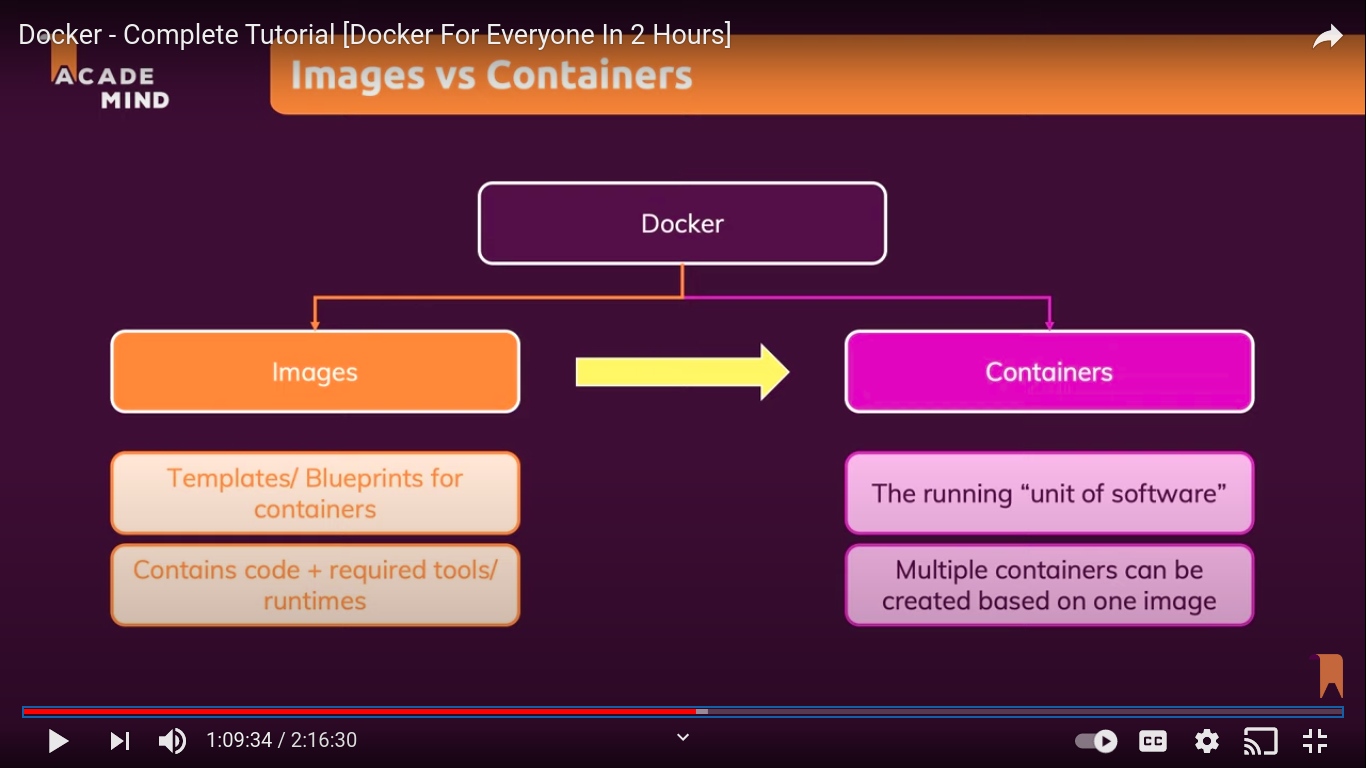 Docker - Complete Tutorial [Docker For Everyone In 2 Hours]
ACADE
MIND
Images vs Containers
Docker
Images
Containers
Templates/ Blueprints for
containers
The running “unit of software”
Contains code + required tools/
runtimes
Multiple containers can be
created based on one image
1:09:34 / 2:16:30
CC